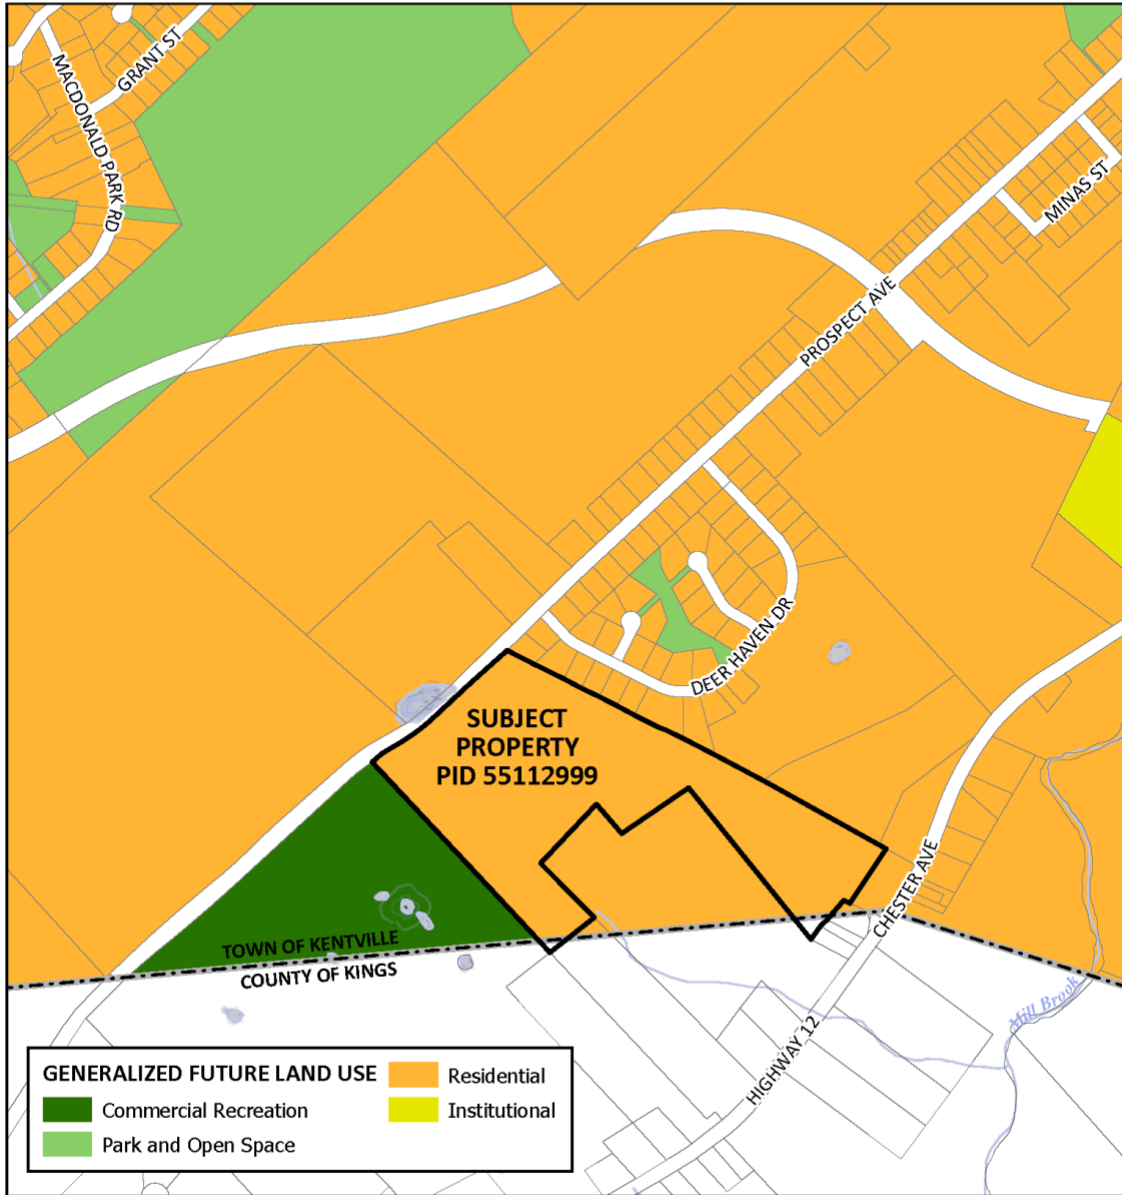 GRANT ST
MACDONALD PARK RD
MINAS ST
PROSPECT AVE
DEER HAVEN DR
SUBJECT
PROPERTY
PID 55112999
CHESTER AVE
TOWN OF KENTVILLE
COUNTY OF KINGS
Mill Brook
HIGHWAY 12
GENERALIZED FUTURE LAND USE
Commercial Recreation
Park and Open Space
Residential
Institutional